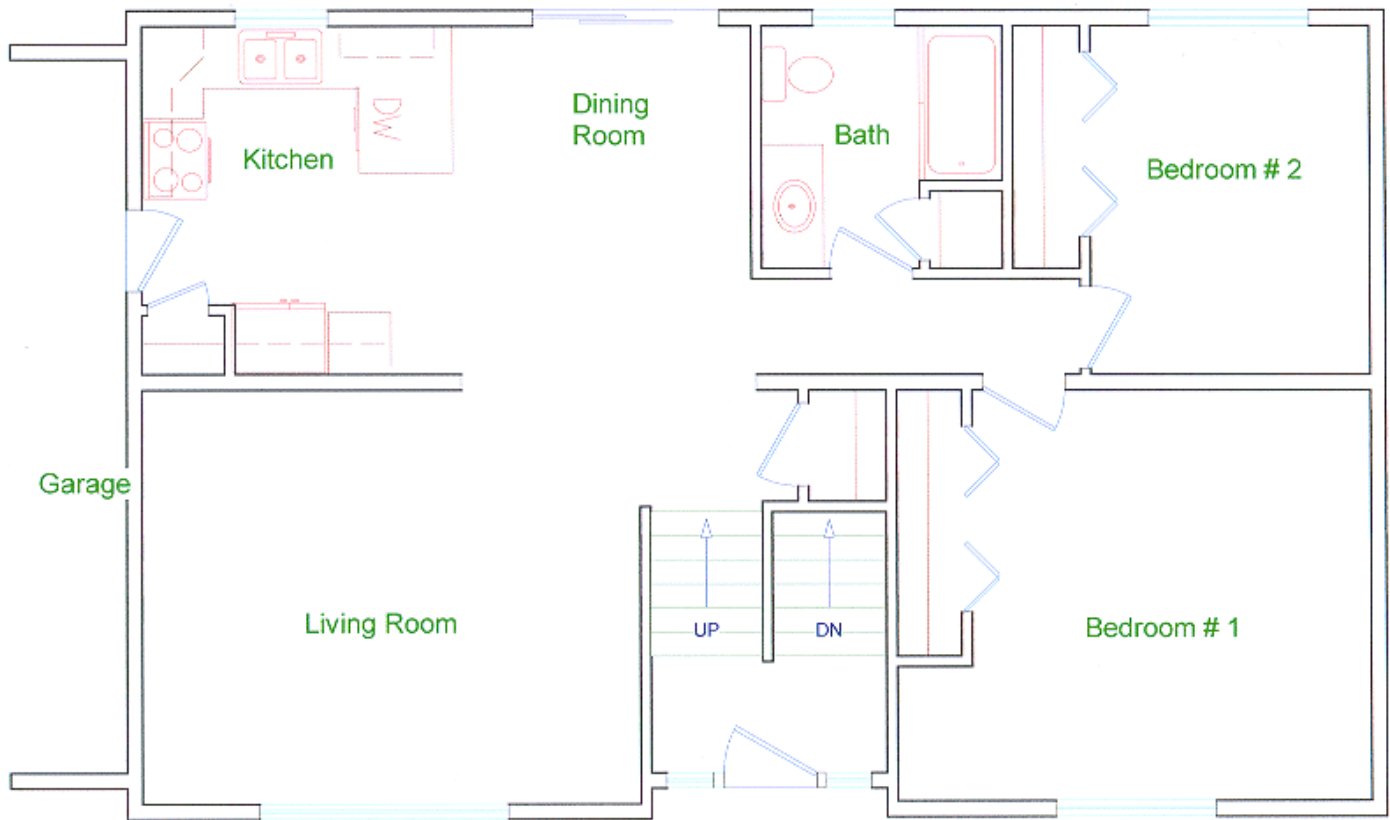 Dining
Room
Kitchen
DW
Bath
Bedroom # 2
Garage
Living Room
UP
DN
Bedroom # 1